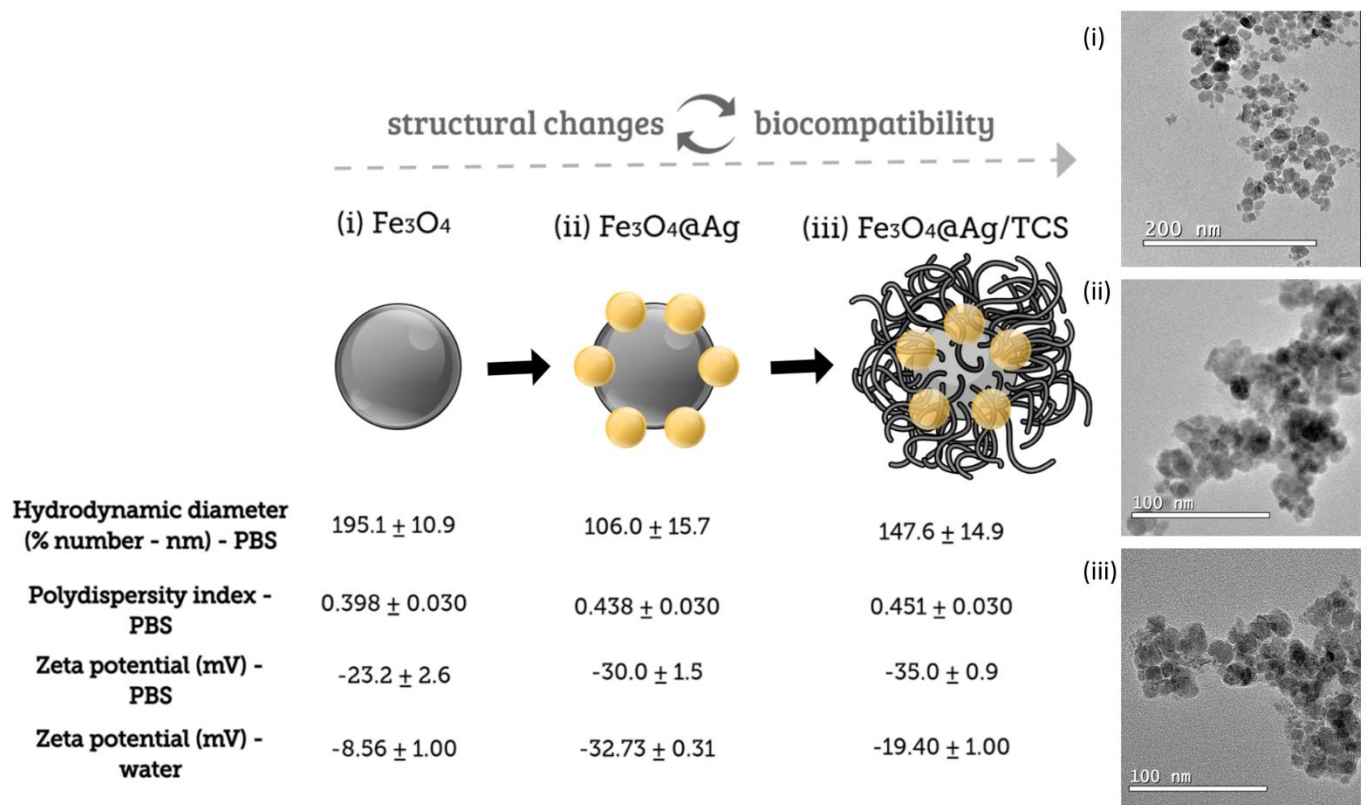 structural changes biocompatibility
(i) Fe₃O₄ (ii) Fe₃O₄@Ag (iii) Fe₃O₄@Ag/TCS
Hydrodynamic diameter
(% number - nm) - PBS
195.1 ± 10.9 106.0 ± 15.7 147.6 ± 14.9
Polydispersity index -
PBS
0.398 ± 0.030 0.438 ± 0.030 0.451 ± 0.030
Zeta potential (mV) -
PBS
-23.2 ± 2.6 -30.0 ± 1.5 -35.0 ± 0.9
Zeta potential (mV) -
water
-8.56 ± 1.00 -32.73 ± 0.31 -19.40 ± 1.00
(i)
200 nm
(ii)
100 nm
(iii)
100 nm